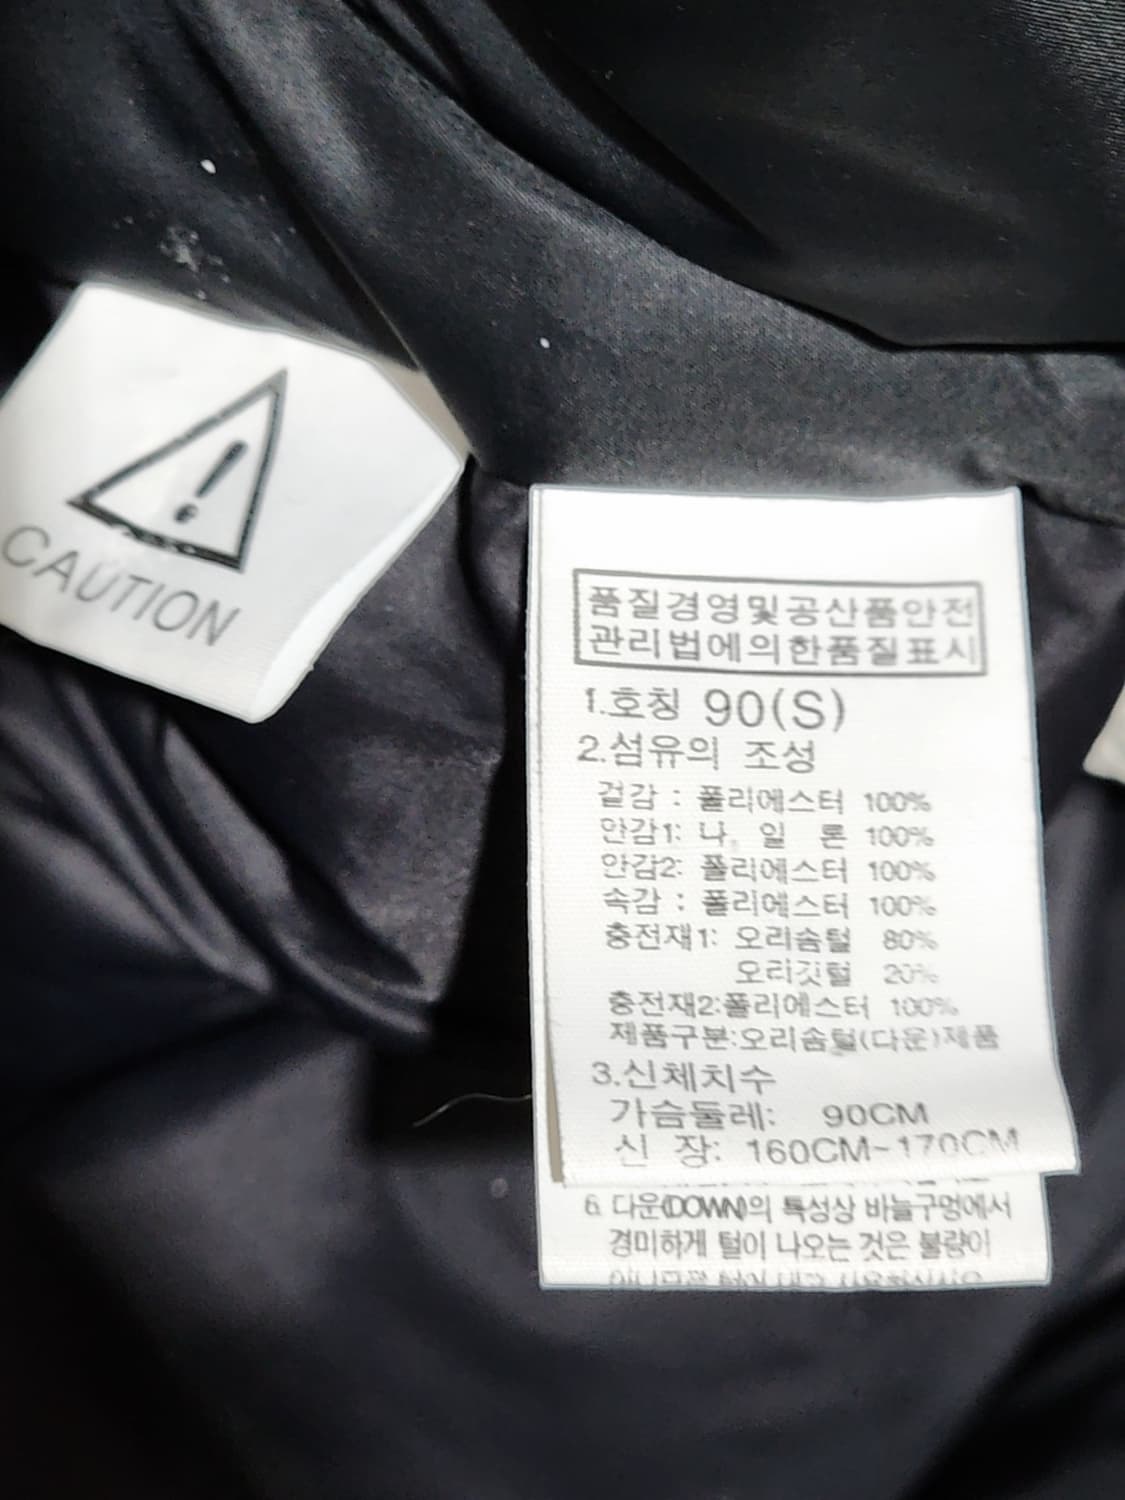 CAUTION
품질경영및공산품안전
관리법에의한품질표시
1.호칭 90(S)
2.섬유의 조성
겉감 : 폴리에스터 100%
안감1: 나 일 론 100%
안감2: 폴리에스터 100%
속감 : 폴리에스터 100%
충전재1: 오리솜털 80%
오리깃털 20%
충전재2:폴리에스터 100%
제품구분:오리솜털(다운)제품
3.신체치수
가슴둘레: 90CM
신 장: 160CM~170CM
6. 다운(DOWN)의 특성상 바늘구멍에서
경미하게 털이 나오는 것은 불량이